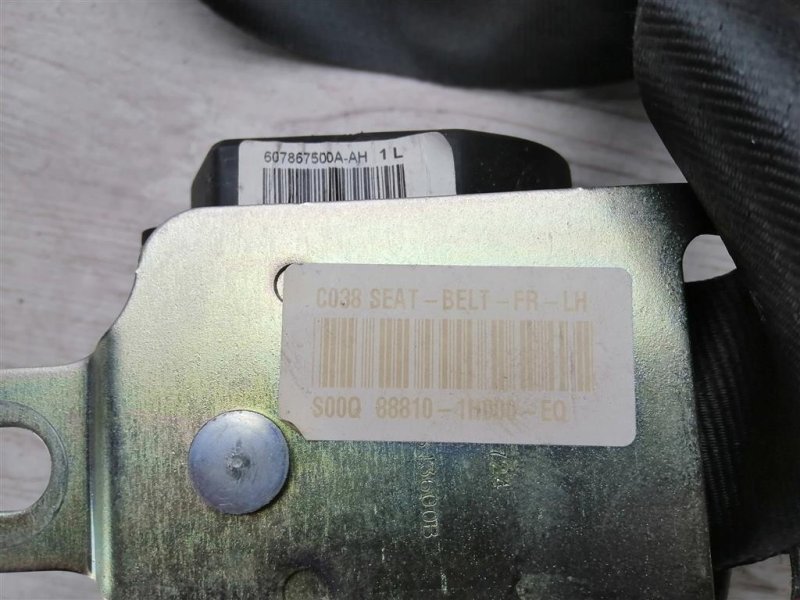 607867500A-AH 1 L
C038 SEAT-BELT-FR-LH
S00Q 88810-1H000-EQ